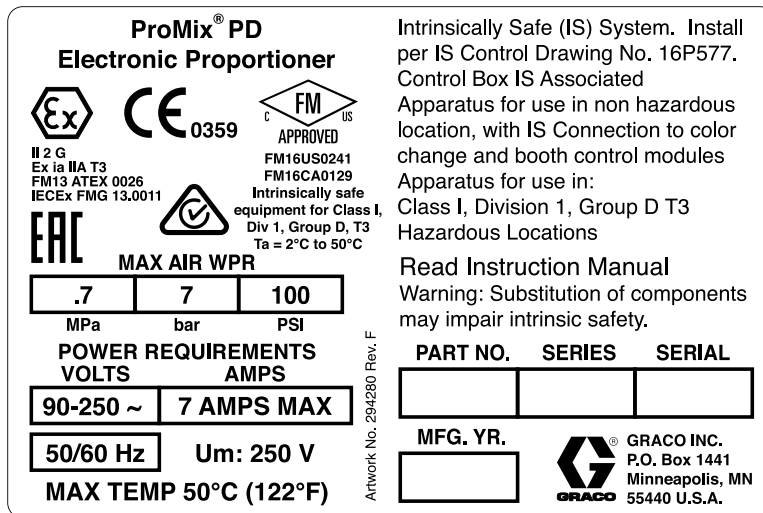 ProMix® PD
Electronic Proportioner
Ex
CE 0359
FM
C US
APPROVED
II 2 G
Ex ia IIA T3
FM13 ATEX 0026
IECEx FMG 13.0011
FM16US0241
FM16CA0129
Intrinsically safe
equipment for Class I,
Div 1, Group D, T3
Ta = 2°C to 50°C
EAC
MAX AIR WPR
.7 7 100
MPa bar PSI
POWER REQUIREMENTS
VOLTS AMPS
90-250 ~ 7 AMPS MAX
50/60 Hz Um: 250 V
MAX TEMP 50°C (122°F)
Artwork No. 294280 Rev. F
Intrinsically Safe (IS) System. Install
per IS Control Drawing No. 16P577.
Control Box IS Associated
Apparatus for use in non hazardous
location, with IS Connection to color
change and booth control modules
Apparatus for use in:
Class I, Division 1, Group D T3
Hazardous Locations
Read Instruction Manual
Warning: Substitution of components
may impair intrinsic safety.
PART NO. SERIES SERIAL
MFG. YR.
G®
GRACO
GRACO INC.
P.O. Box 1441
Minneapolis, MN
55440 U.S.A.